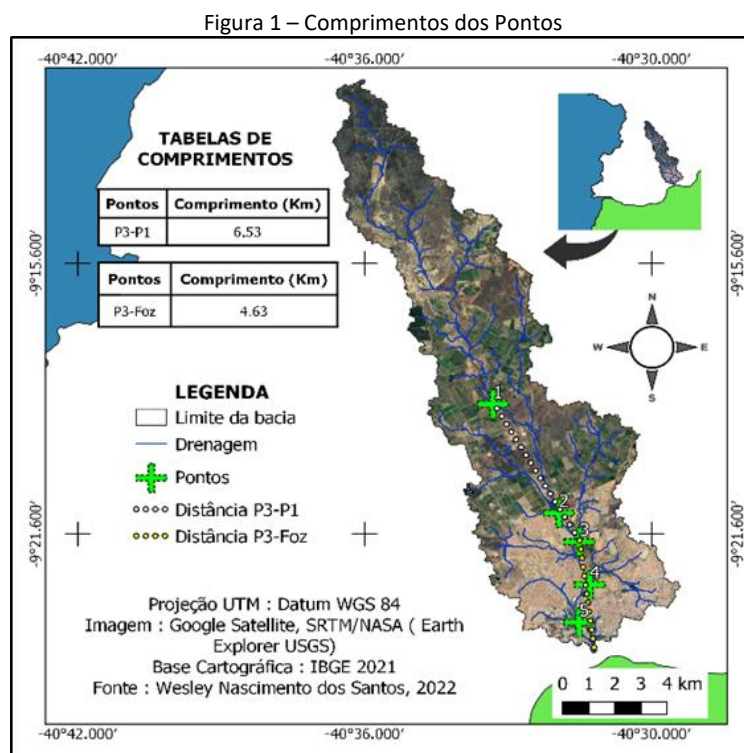 Figura 1 – Comprimentos dos Pontos
-40°42.000′ -40°36.000′ -40°30.000′
TABELAS DE
COMPRIMENTOS
Pontos Comprimento (Km)
P3-P1 6.53
Pontos Comprimento (Km)
P3-Foz 4.63
-9°15.600′ -9°15.600′
N
W E
S
LEGENDA
Limite da bacia
Drenagem
Pontos
Distância P3-P1
Distância P3-Foz
1
2
3
4
5
-9°21.600′ -9°21.600′
Projeção UTM : Datum WGS 84
Imagem : Google Satellite, SRTM/NASA ( Earth
Explorer USGS)
Base Cartográfica : IBGE 2021
Fonte : Wesley Nascimento dos Santos, 2022
0 1 2 3 4 km
-40°42.000′ -40°36.000′ -40°30.000′